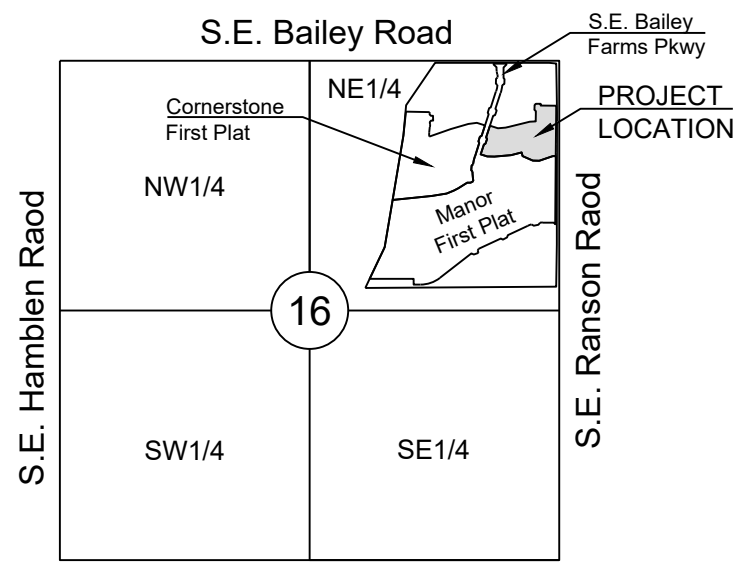 S.E. Bailey Road
S.E. Bailey
Farms Pkwy
NE1/4
PROJECT
LOCATION
Cornerstone
First Plat
NW1/4
Manor
First Plat
S.E. Hamblen Raod
S.E. Ranson Raod
16
SW1/4
SE1/4